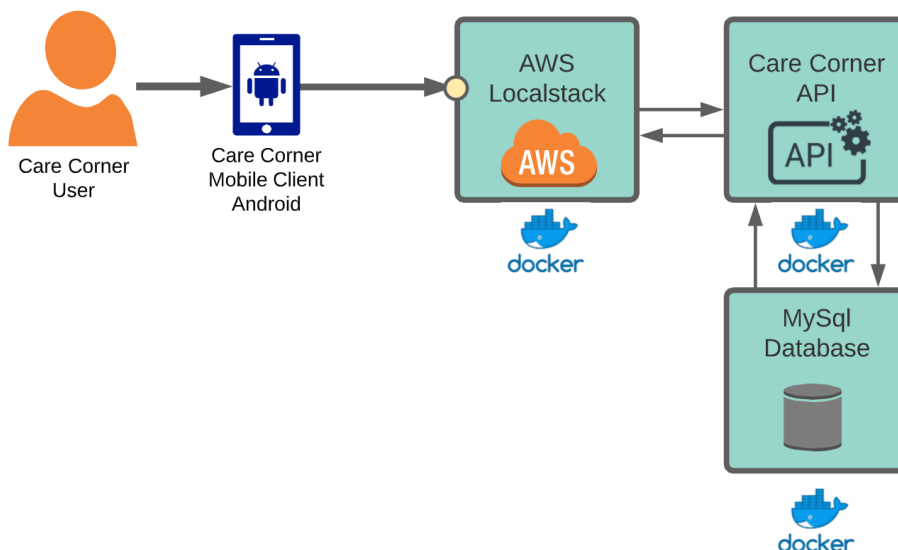 Care Corner
User
Care Corner
Mobile Client
Android
AWS
Localstack
AWS
docker
Care Corner
API
API
docker
MySql
Database
docker